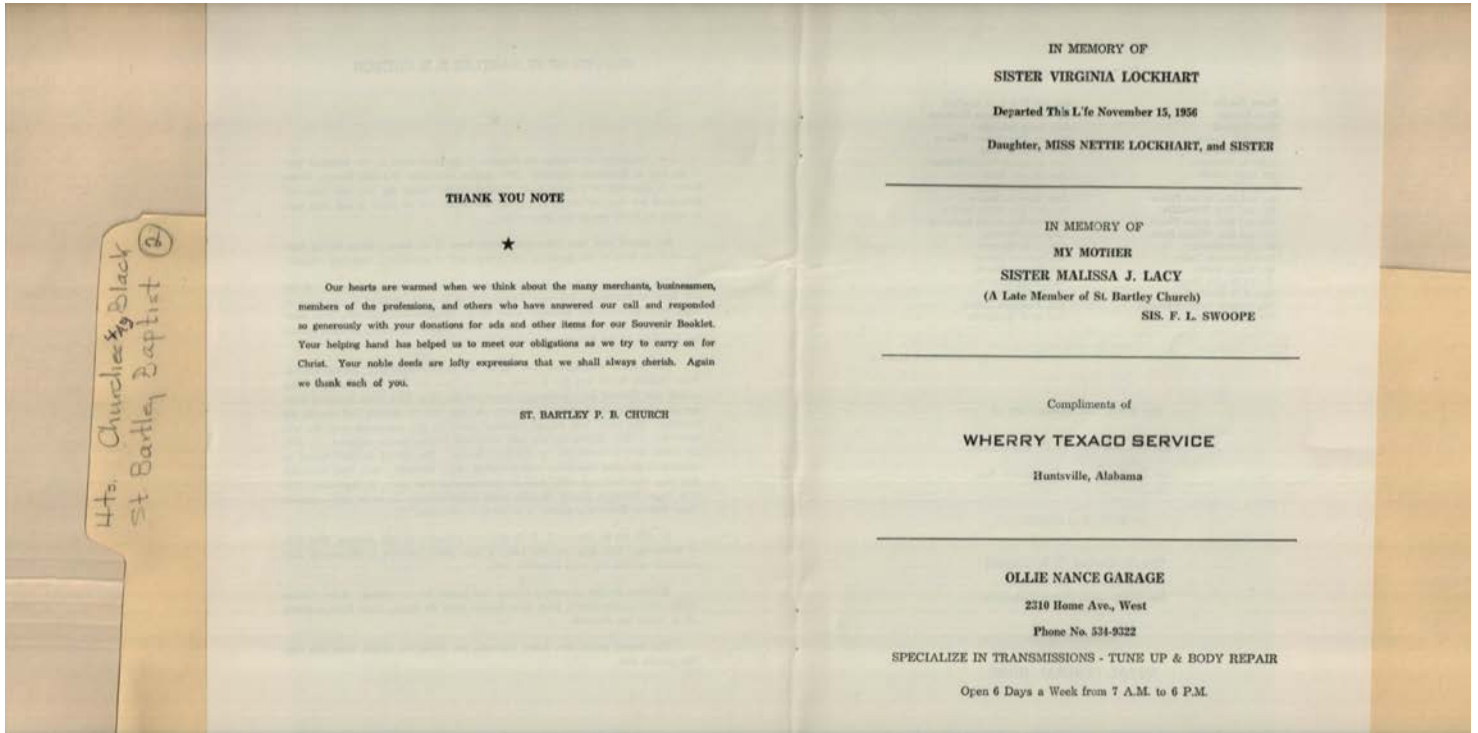 Hts. Churches Black
St Bartley Baptist (2)
THANK YOU NOTE
★
Our hearts are warmed when we think about the many merchants, businessmen,
members of the professions, and others who have answered our call and responded
so generously with your donations for ads and other items for our Souvenir Booklet.
Your helping hand has helped us to meet our obligations as we try to carry on for
Christ. Your noble deeds are lofty expressions that we shall always cherish. Again
we thank each of you.
ST. BARTLEY P. B. CHURCH
IN MEMORY OF
SISTER VIRGINIA LOCKHART
Departed This L'fe November 15, 1956
Daughter, MISS NETTIE LOCKHART, and SISTER
IN MEMORY OF
MY MOTHER
SISTER MALISSA J. LACY
(A Late Member of St. Bartley Church)
SIS. F. L. SWOOPE
Compliments of
WHERRY TEXACO SERVICE
Huntsville, Alabama
OLLIE NANCE GARAGE
2310 Home Ave., West
Phone No. 534-9322
SPECIALIZE IN TRANSMISSIONS - TUNE UP & BODY REPAIR
Open 6 Days a Week from 7 A.M. to 6 P.M.